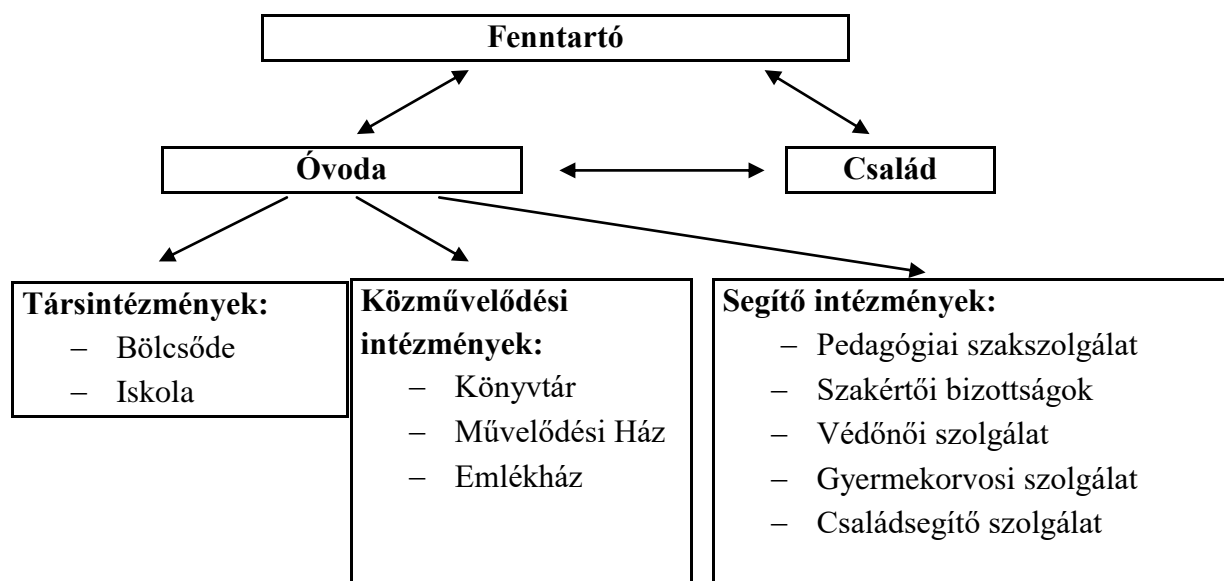 Fenntartó
Óvoda
Család
Társintézmények:
– Bölcsőde
– Iskola
Közművelődési
intézmények:
– Könyvtár
– Művelődési Ház
– Emlékház
Segítő intézmények:
– Pedagógiai szakszolgálat
– Szakértői bizottságok
– Védőnői szolgálat
– Gyermekorvosi szolgálat
– Családsegítő szolgálat